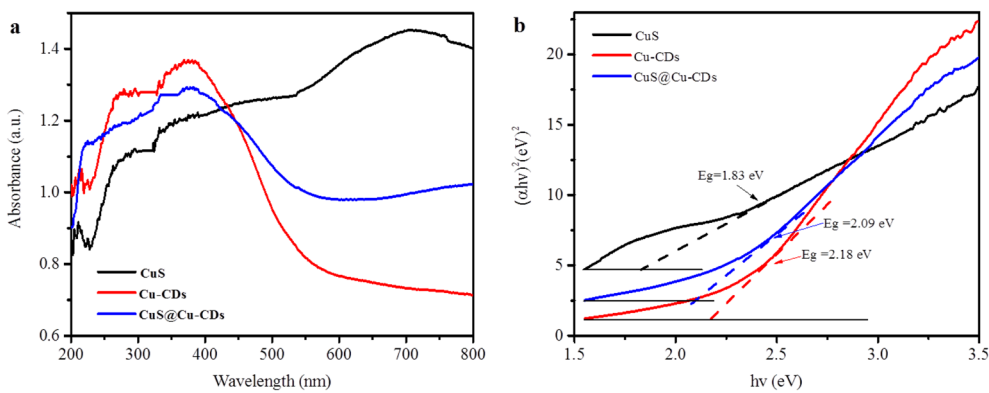 a
Absorbance (a.u.)
1.4
1.2
1.0
0.8
0.6
CuS
Cu-CDs
CuS@Cu-CDs
200 300 400 500 600 700 800
Wavelength (nm)
b
(αhν)²(eV)²
20
15
10
5
0
CuS
Cu-CDs
CuS@Cu-CDs
Eg=1.83 eV
Eg =2.09 eV
Eg =2.18 eV
1.5 2.0 2.5 3.0 3.5
hν (eV)